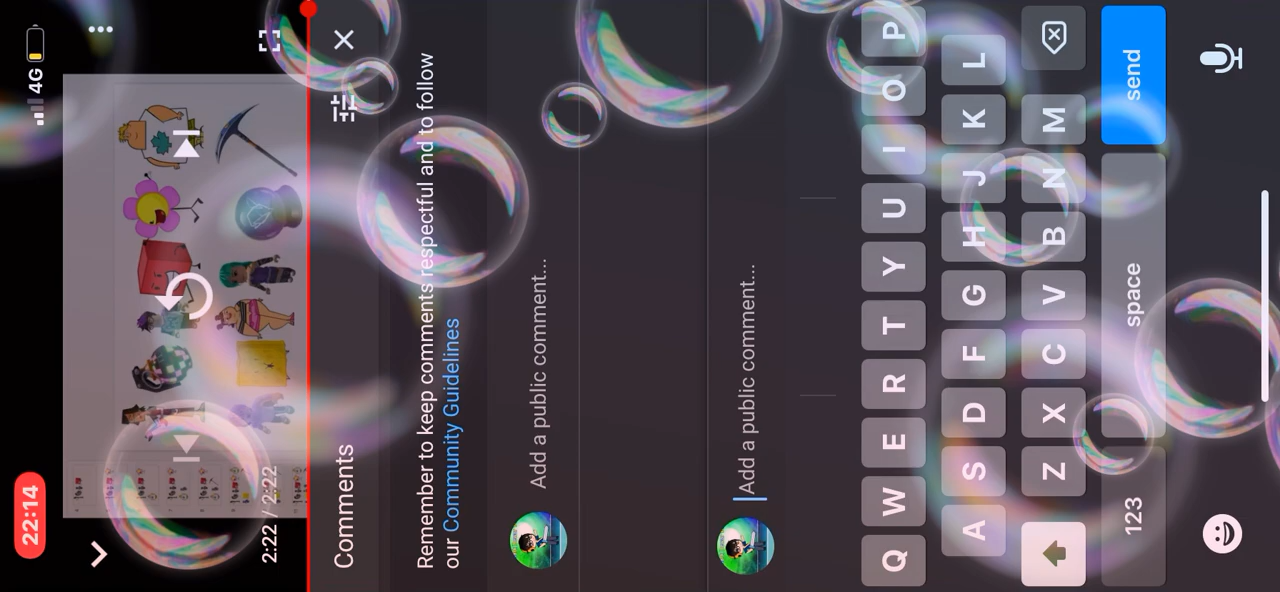 22:14
4G
2:22 / 2:22
Comments
Remember to keep comments respectful and to follow
our Community Guidelines
Add a public comment...
Add a public comment...
Q W E R T Y U I O P
A S D F G H J K L
Z X C V B N M
123 space send